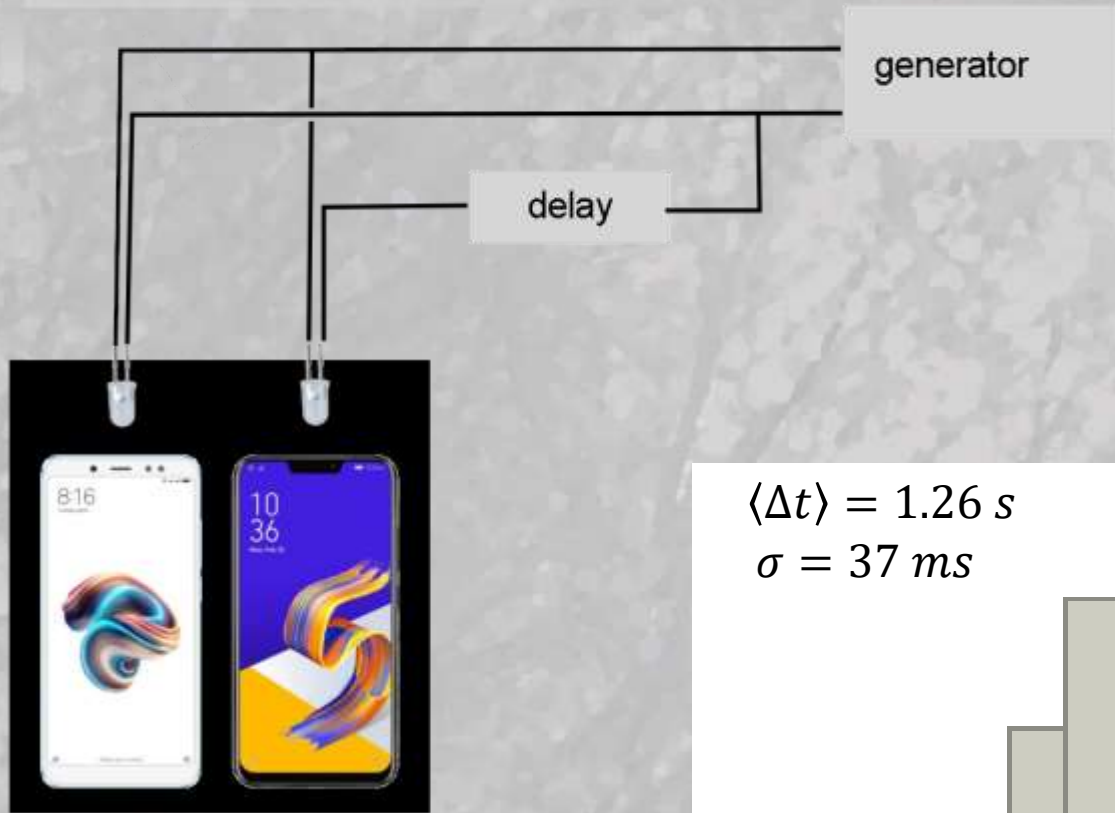 generator
delay
8:16
10
36
⟨Δt⟩ = 1.26 s
σ = 37 ms